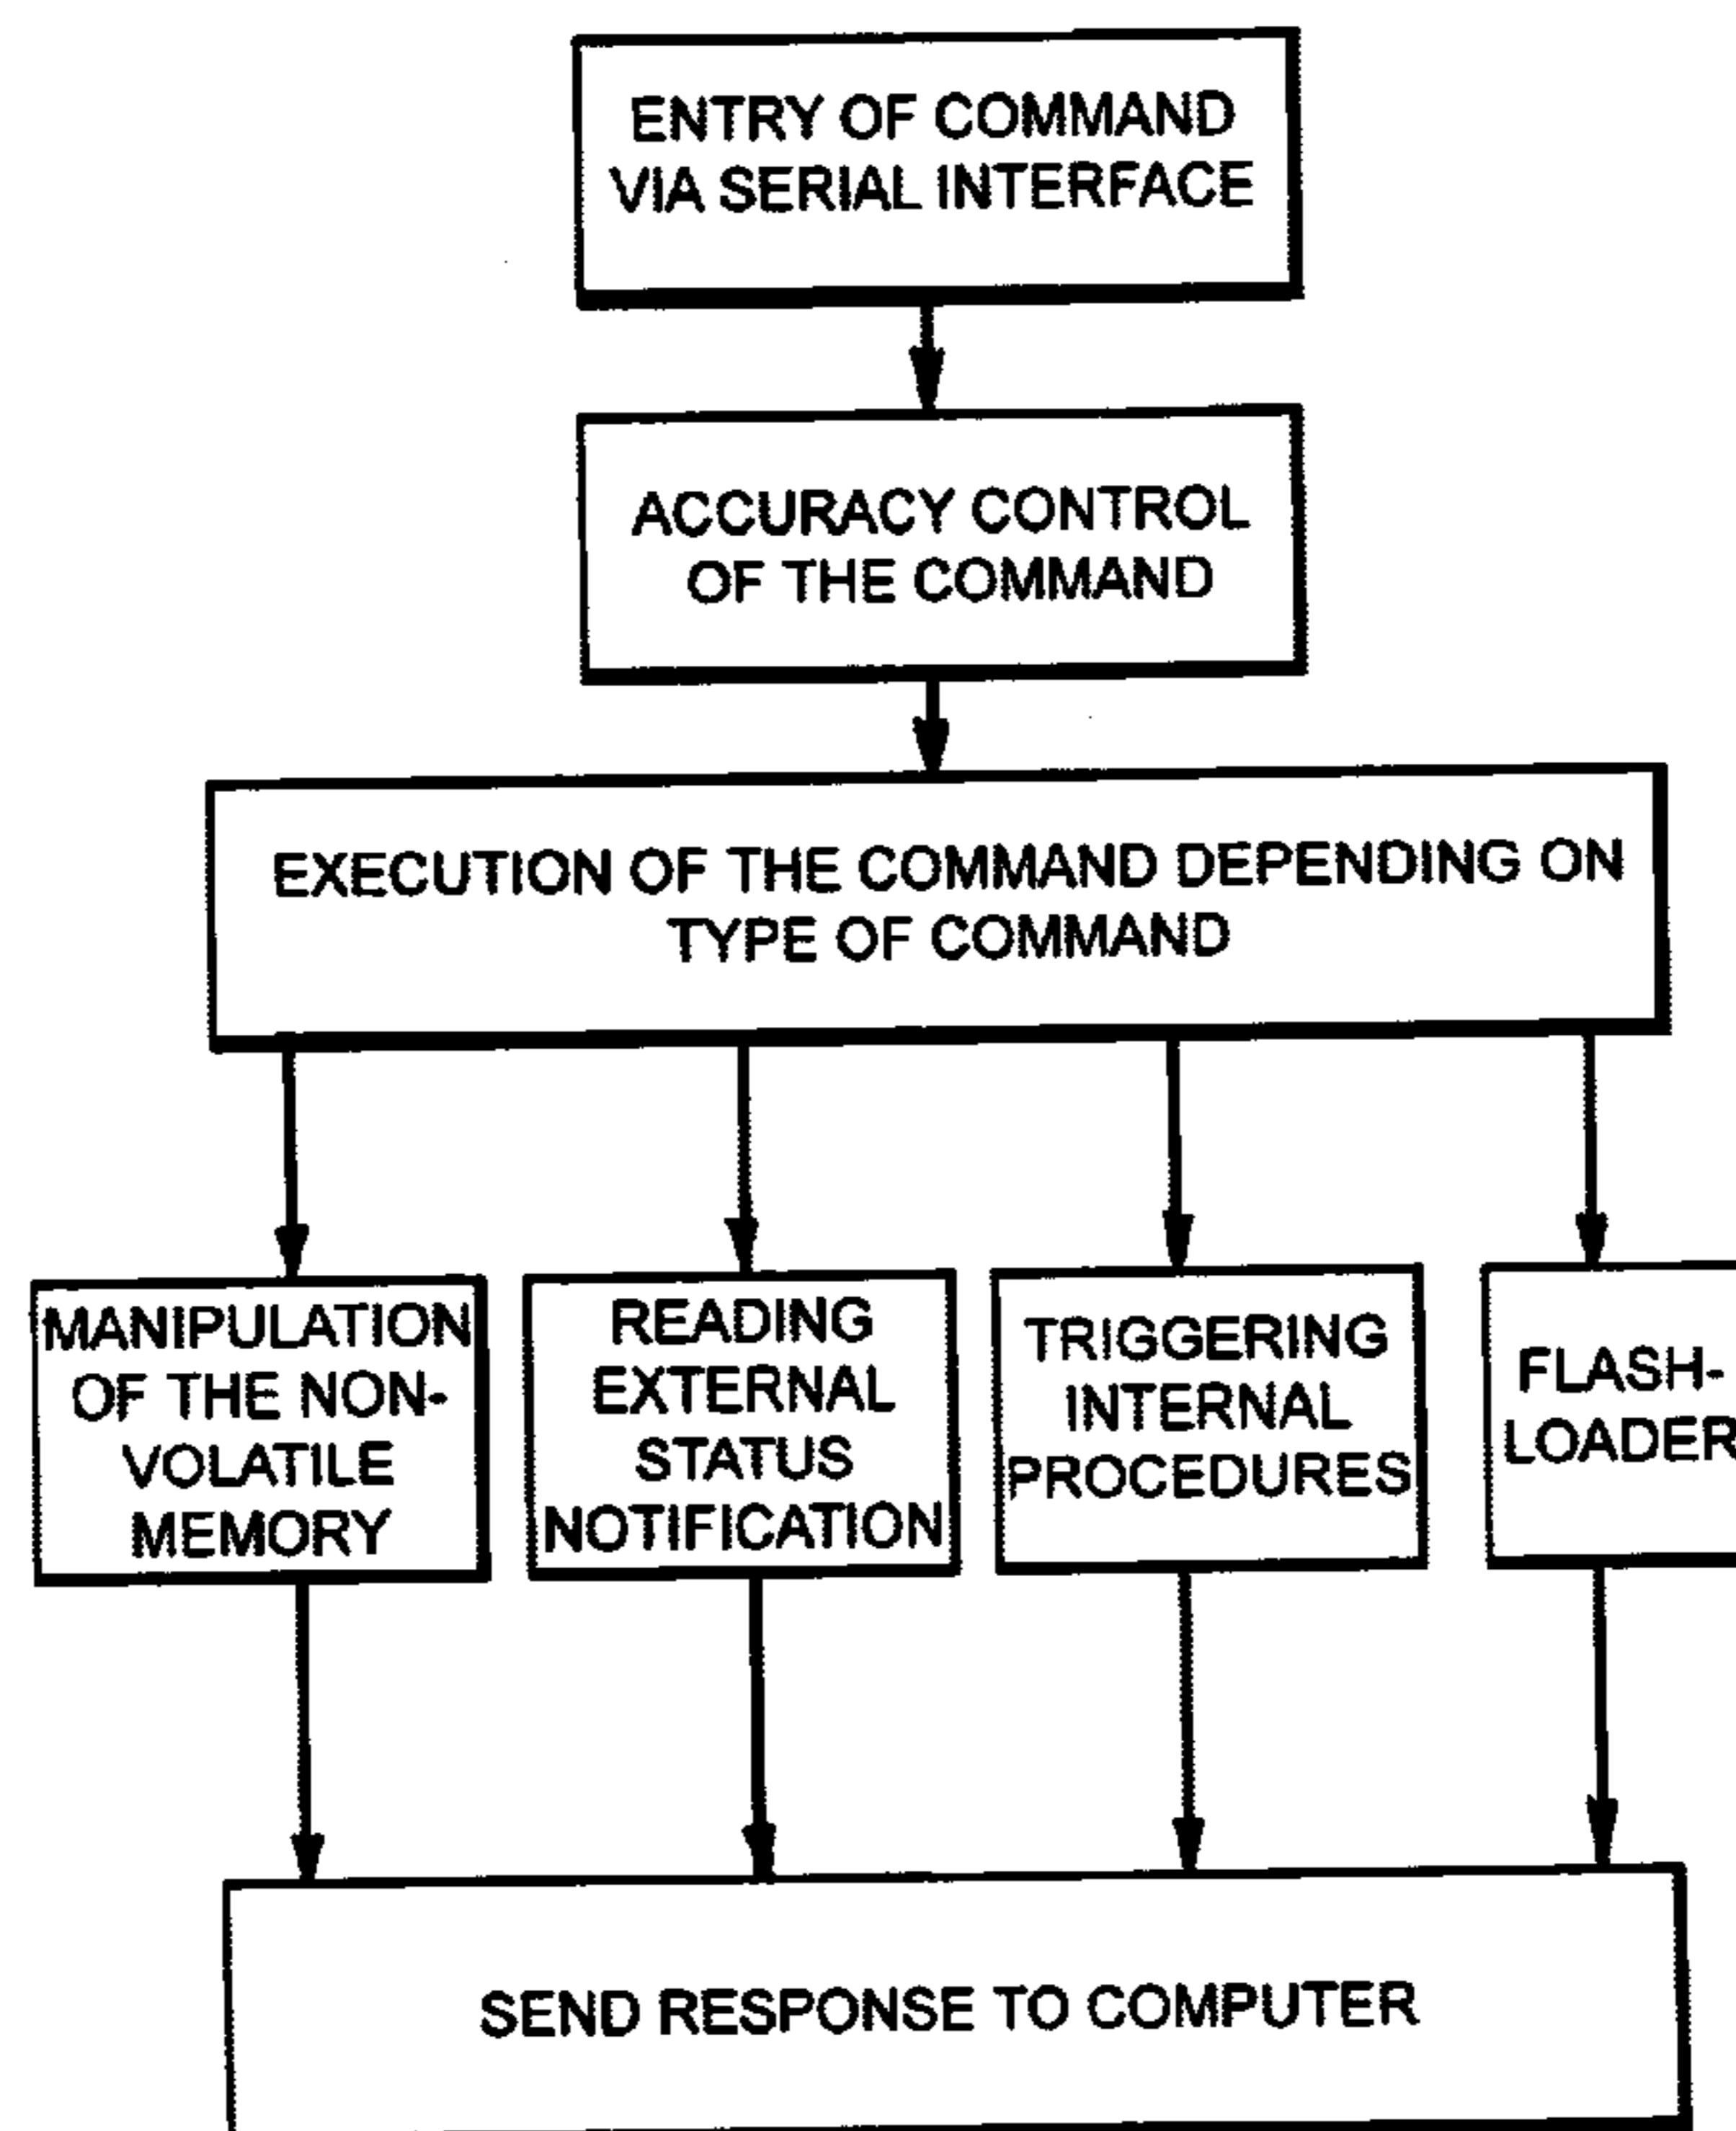 ENTRY OF COMMAND
VIA SERIAL INTERFACE
ACCURACY CONTROL
OF THE COMMAND
EXECUTION OF THE COMMAND DEPENDING ON
TYPE OF COMMAND
MANIPULATION
OF THE NON-
VOLATILE
MEMORY
READING
EXTERNAL
STATUS
NOTIFICATION
TRIGGERING
INTERNAL
PROCEDURES
FLASH-
LOADER
SEND RESPONSE TO COMPUTER